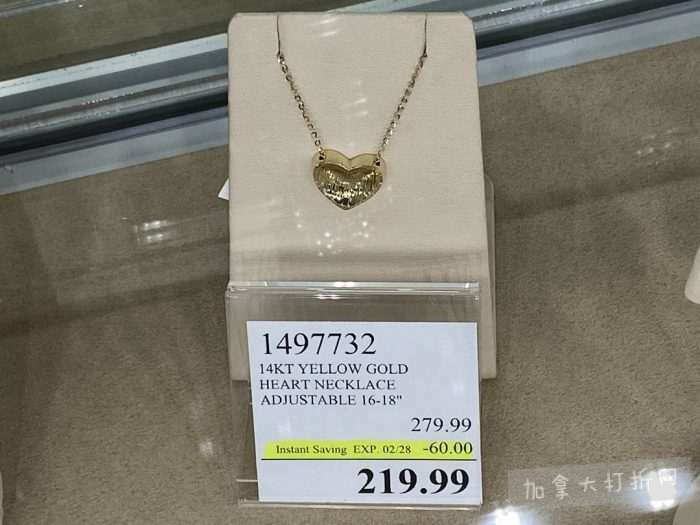 1497732
14KT YELLOW GOLD
HEART NECKLACE
ADJUSTABLE 16-18"
279.99
Instant Saving EXP. 02/28 -60.00
219.99
加拿大打折网